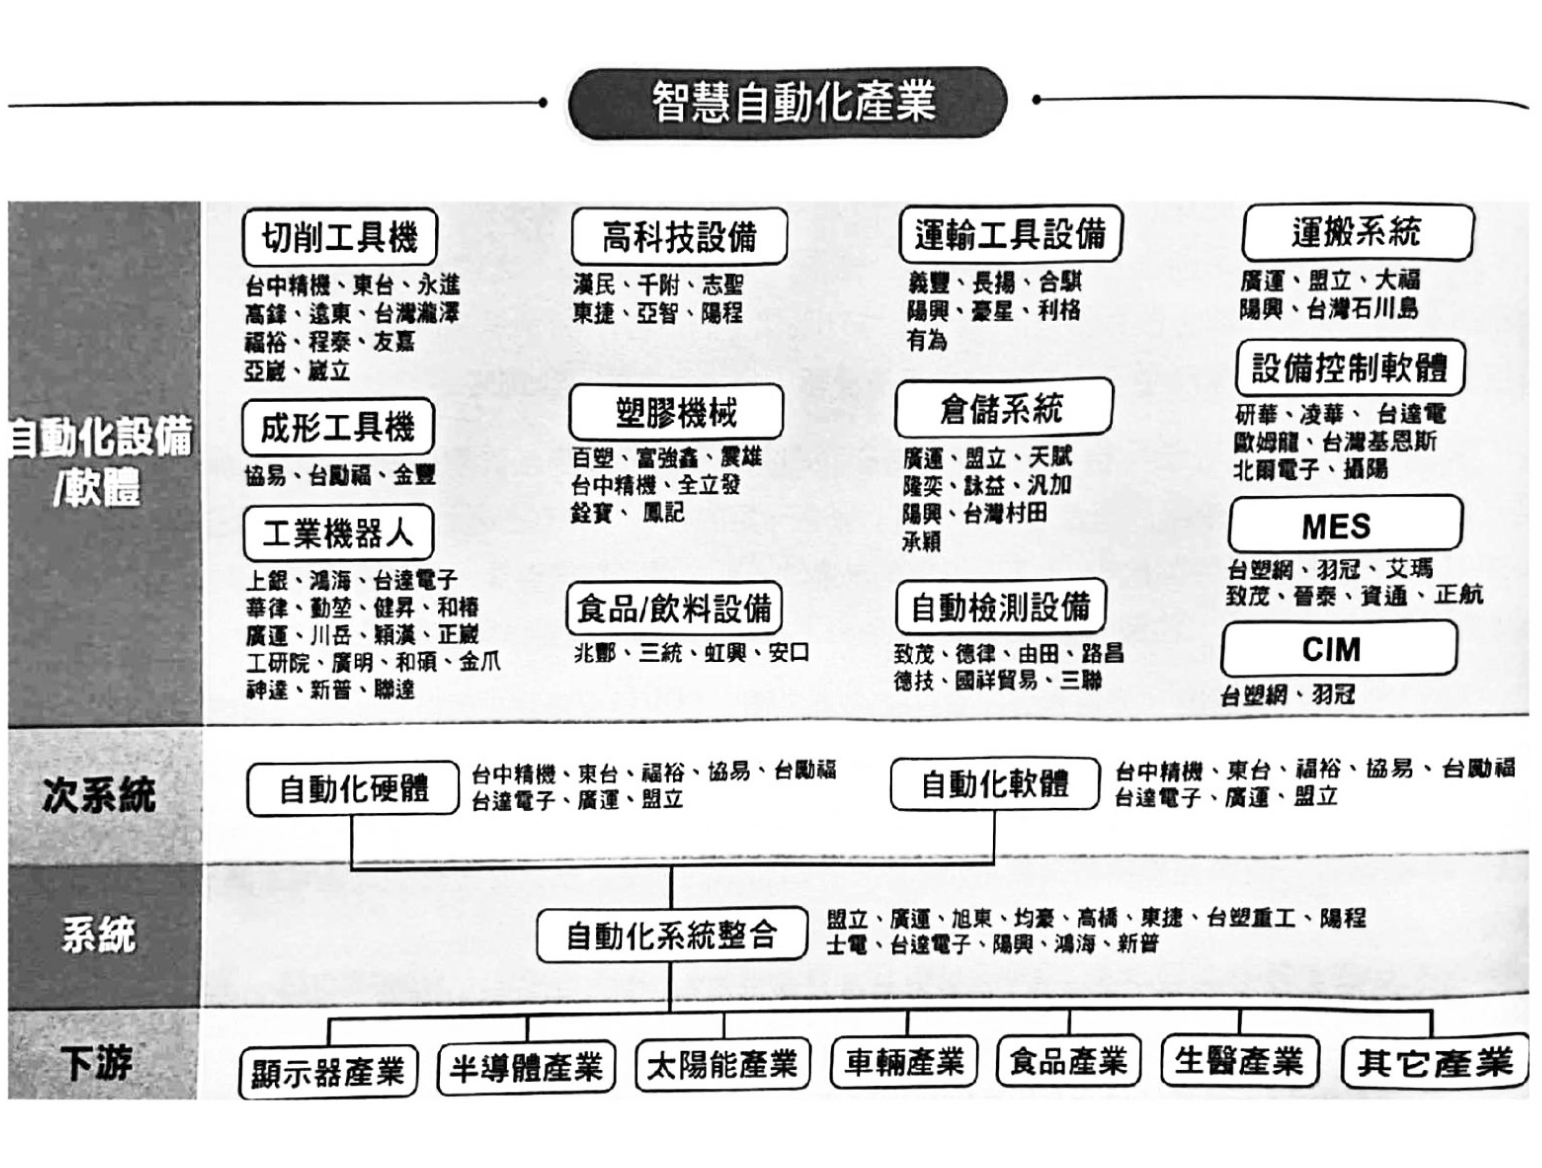 智慧自動化產業
自動化設備
/軟體
切削工具機
台中精機、東台、永進
高鋒、遠東、台灣瀧澤
福裕、程泰、友嘉
亞崴、崴立
成形工具機
協易、台勵福、金豐
工業機器人
上銀、鴻海、台達電子
華律、勤堃、健昇、和椿
廣運、川岳、穎漢、正崴
工研院、廣明、和碩、金爪
神達、新普、聯達
高科技設備
漢民、千附、志聖
東捷、亞智、陽程
塑膠機械
百塑、富強鑫、震雄
台中精機、全立發
銓寶、鳳記
食品/飲料設備
兆酆、三統、虹興、安口
運輸工具設備
義豐、長揚、合騏
陽興、豪星、利格
有為
倉儲系統
廣運、盟立、天賦
隆奕、詠益、汎加
陽興、台灣村田
承穎
自動檢測設備
致茂、德律、由田、路昌
德技、國祥貿易、三聯
運搬系統
廣運、盟立、大福
陽興、台灣石川島
設備控制軟體
研華、凌華、台達電
歐姆龍、台灣基恩斯
北爾電子、攝陽
MES
台塑網、羽冠、艾瑪
致茂、晉泰、資通、正航
CIM
台塑網、羽冠
次系統
自動化硬體
台中精機、東台、福裕、協易、台勵福
台達電子、廣運、盟立
自動化軟體
台中精機、東台、福裕、協易、台勵福
台達電子、廣運、盟立
系統
自動化系統整合
盟立、廣運、旭東、均豪、高橋、東捷、台塑重工、陽程
士電、台達電子、陽興、鴻海、新普
下游
顯示器產業
半導體產業
太陽能產業
車輛產業
食品產業
生醫產業
其它產業